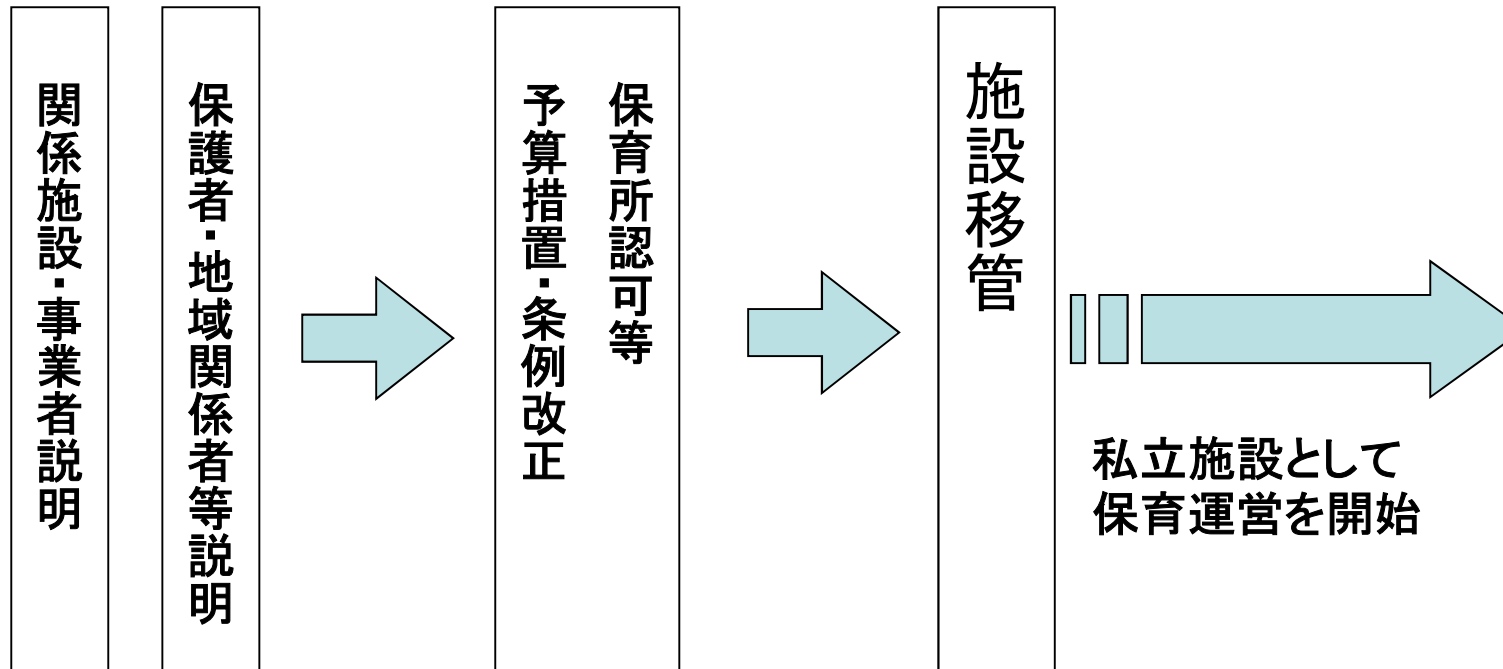 関係施設・事業者説明
保護者・地域関係者等説明
保育所認可等
予算措置・条例改正
施設移管
私立施設として
保育運営を開始